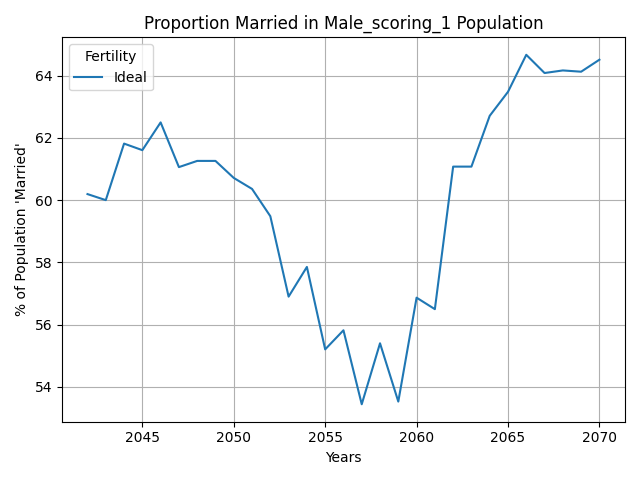 Proportion Married in Male_scoring_1 Population
Fertility
Ideal
% of Population 'Married'
64
62
60
58
56
54
2045 2050 2055 2060 2065 2070
Years